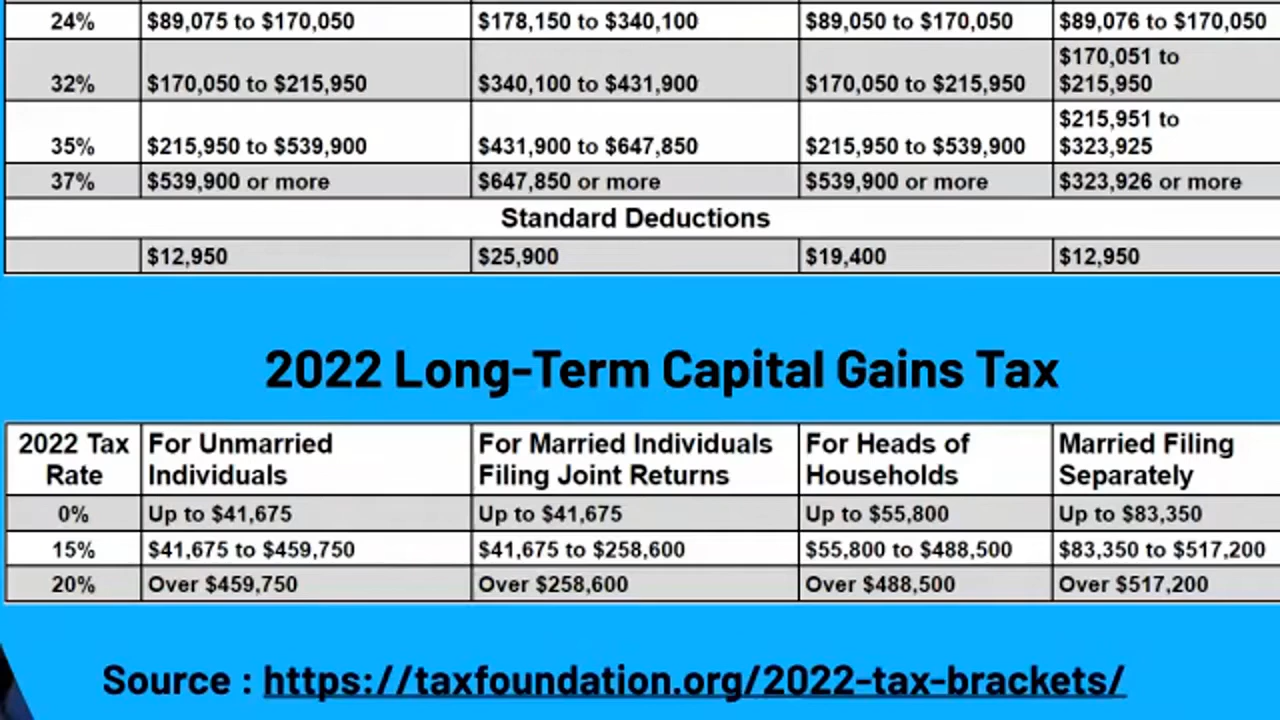 24% $89,075 to $170,050 $178,150 to $340,100 $89,050 to $170,050 $89,076 to $170,050
$170,051 to
32% $170,050 to $215,950 $340,100 to $431,900 $170,050 to $215,950 $215,950
$215,951 to
35% $215,950 to $539,900 $431,900 to $647,850 $215,950 to $539,900 $323,925
37% $539,900 or more $647,850 or more $539,900 or more $323,926 or more
Standard Deductions
$12,950 $25,900 $19,400 $12,950
2022 Long-Term Capital Gains Tax
2022 Tax For Unmarried For Married Individuals For Heads of Married Filing
Rate Individuals Filing Joint Returns Households Separately
0% Up to $41,675 Up to $41,675 Up to $55,800 Up to $83,350
15% $41,675 to $459,750 $41,675 to $258,600 $55,800 to $488,500 $83,350 to $517,200
20% Over $459,750 Over $258,600 Over $488,500 Over $517,200
Source : https://taxfoundation.org/2022-tax-brackets/